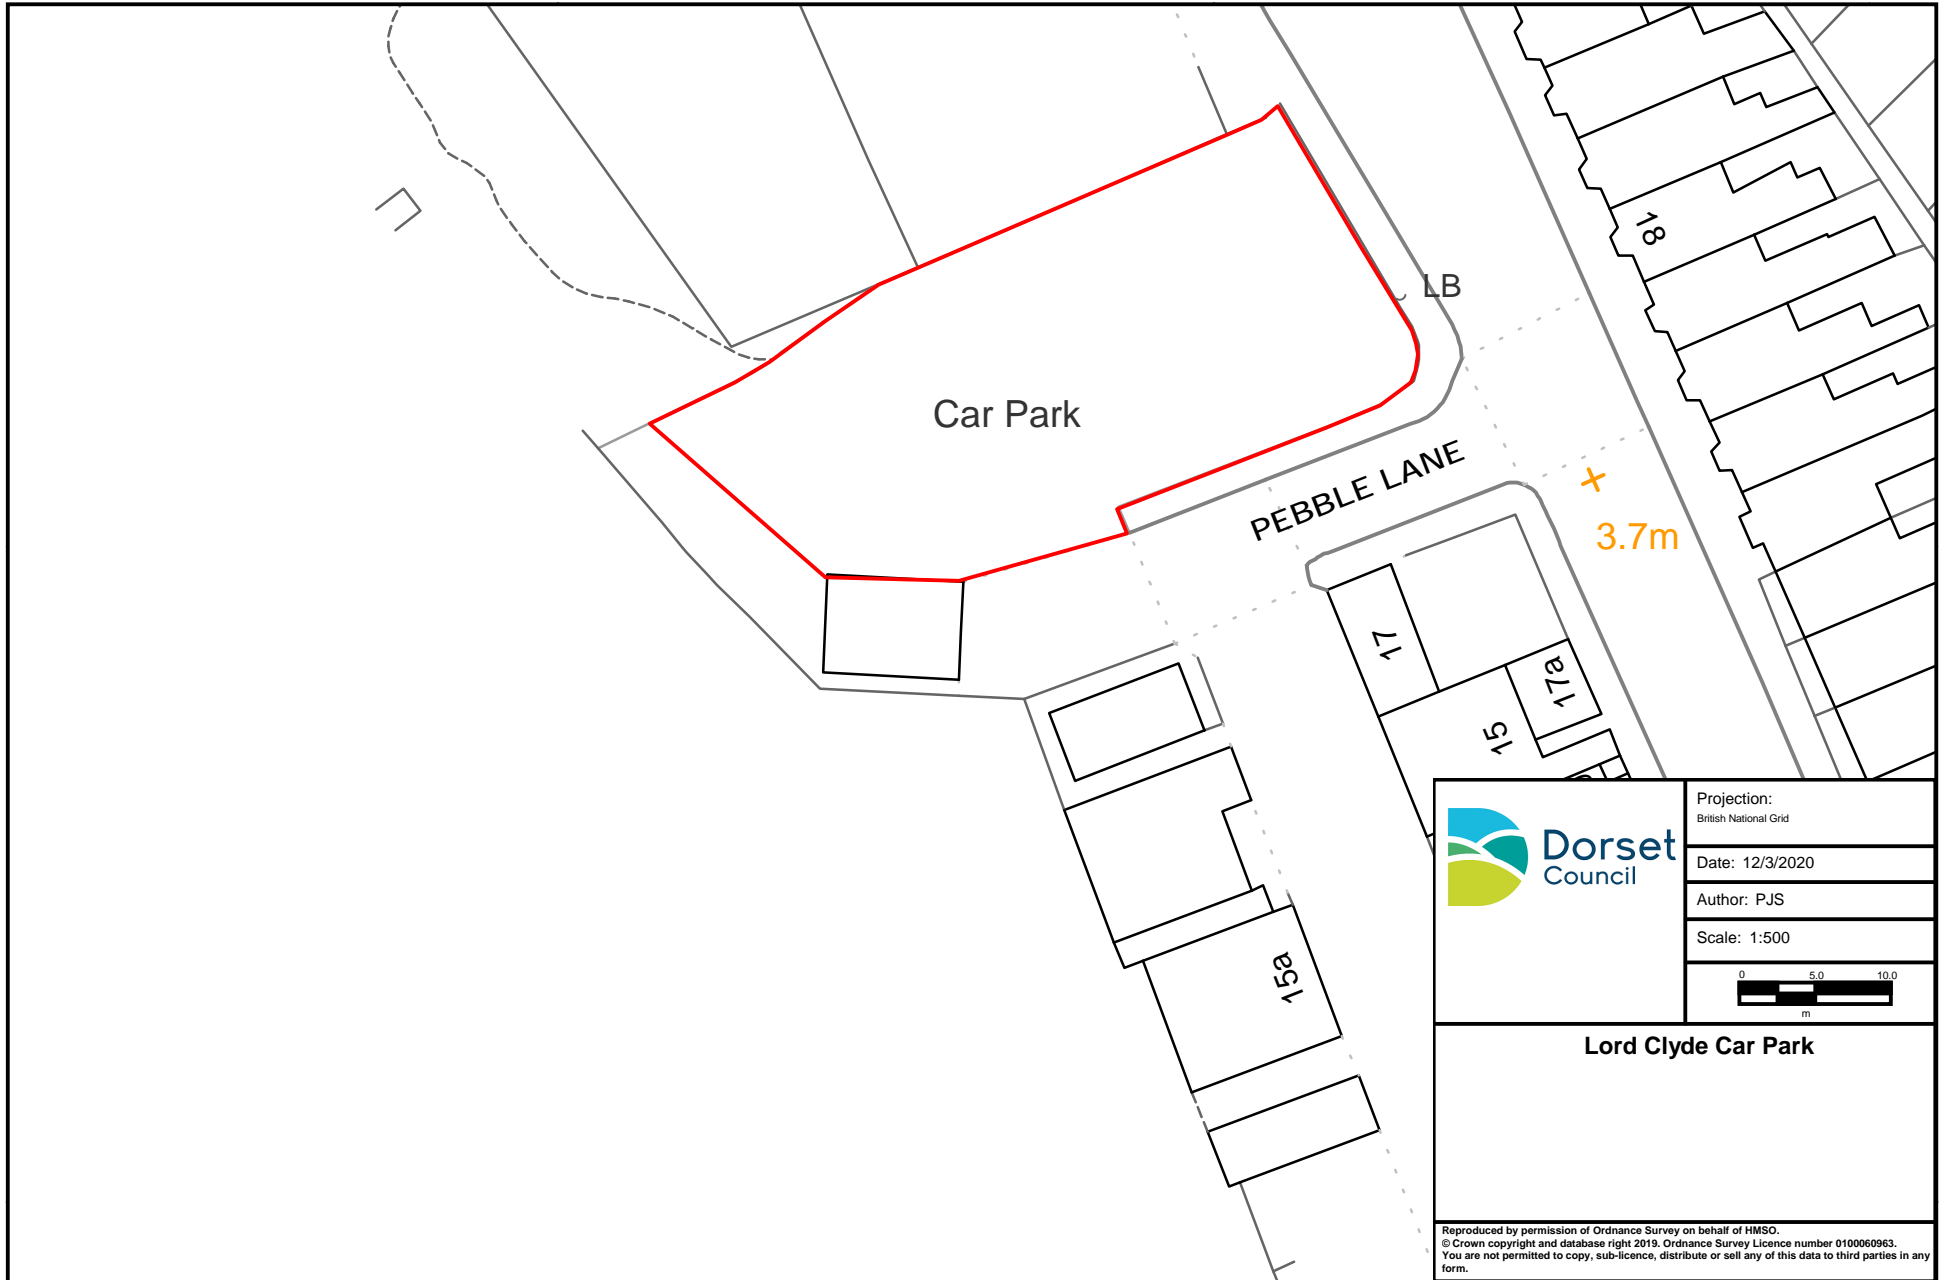 18
LB
Car Park
PEBBLE LANE
3.7m
17
17a
15
15a
Dorset
Council
Projection:
British National Grid
Date: 12/3/2020
Author: PJS
Scale: 1:500
0 5.0 10.0
m
Lord Clyde Car Park
Reproduced by permission of Ordnance Survey on behalf of HMSO.
© Crown copyright and database right 2019. Ordnance Survey Licence number 0100060963.
You are not permitted to copy, sub-licence, distribute or sell any of this data to third parties in any
form.